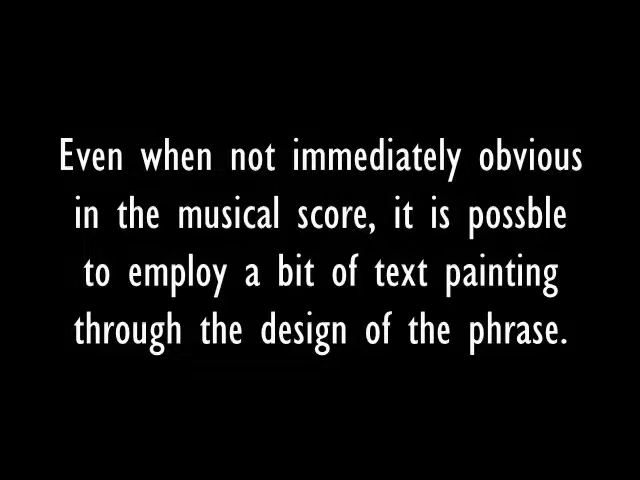 Even when not immediately obvious
in the musical score, it is possble
to employ a bit of text painting
through the design of the phrase.